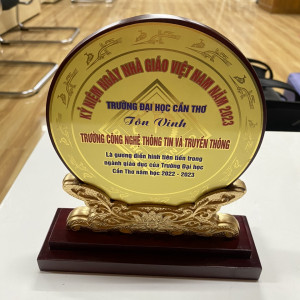 KỶ NIỆM NGÀY NHÀ GIÁO VIỆT NAM NĂM 2023
TRƯỜNG ĐẠI HỌC CẦN THƠ
Tôn Vinh
TRƯỜNG CÔNG NGHỆ THÔNG TIN VÀ TRUYỀN THÔNG
Là gương điển hình tiên tiến trong
ngành giáo dục của Trường Đại học
Cần Thơ năm học 2022 - 2023